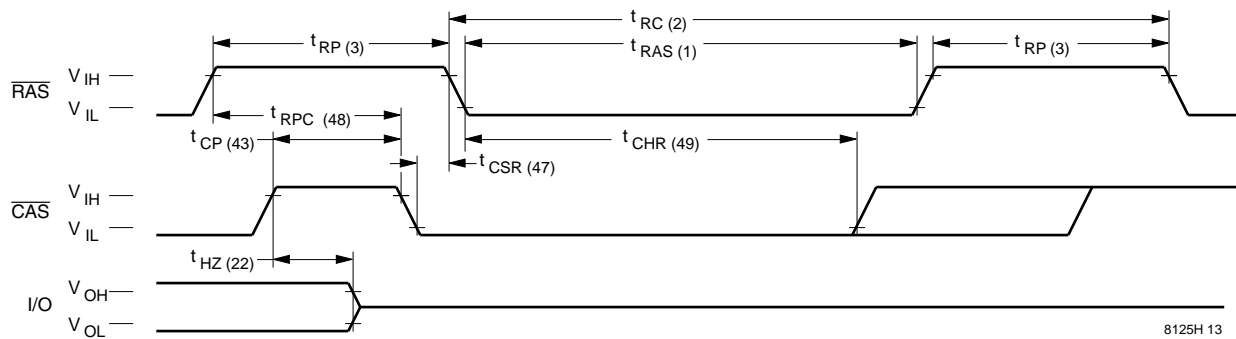 t RC (2)
t RP (3)
t RAS (1)
t RP (3)
RAS
V IH
V IL
t RPC (48)
t CP (43)
t CHR (49)
t CSR (47)
CAS
V IH
V IL
t HZ (22)
I/O
V OH
V OL
8125H 13